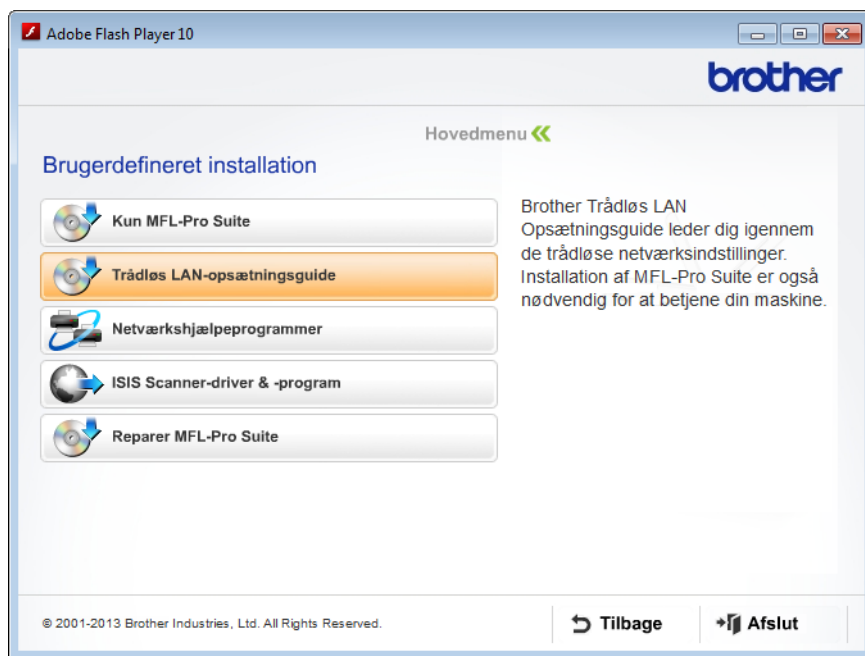 Adobe Flash Player 10
brother
Hovedmenu
Brugerdefineret installation
Kun MFL-Pro Suite
Trådløs LAN-opsætningsguide
Netværkshjælpeprogrammer
ISIS Scanner-driver & -program
Reparer MFL-Pro Suite
Brother Trådløs LAN
Opsætningsguide leder dig igennem
de trådløse netværksindstillinger.
Installation af MFL-Pro Suite er også
nødvendig for at betjene din maskine.
© 2001-2013 Brother Industries, Ltd. All Rights Reserved.
Tilbage
Afslut